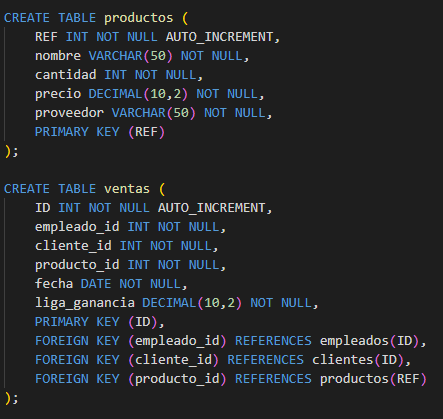 CREATE TABLE productos (
    REF INT NOT NULL AUTO_INCREMENT,
    nombre VARCHAR(50) NOT NULL,
    cantidad INT NOT NULL,
    precio DECIMAL(10,2) NOT NULL,
    proveedor VARCHAR(50) NOT NULL,
    PRIMARY KEY (REF)
);

CREATE TABLE ventas (
    ID INT NOT NULL AUTO_INCREMENT,
    empleado_id INT NOT NULL,
    cliente_id INT NOT NULL,
    producto_id INT NOT NULL,
    fecha DATE NOT NULL,
    liga_ganancia DECIMAL(10,2) NOT NULL,
    PRIMARY KEY (ID),
    FOREIGN KEY (empleado_id) REFERENCES empleados(ID),
    FOREIGN KEY (cliente_id) REFERENCES clientes(ID),
    FOREIGN KEY (producto_id) REFERENCES productos(REF)
);